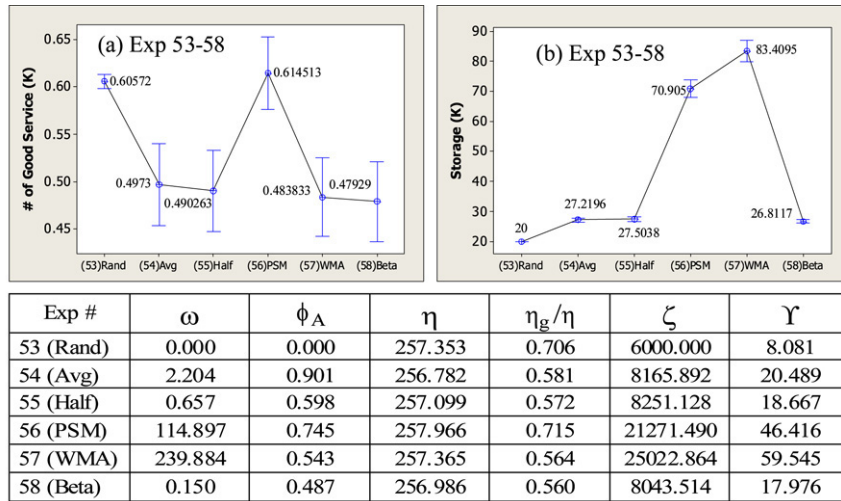 (a) Exp 53-58
# of Good Service (K)
0.65
0.60
0.55
0.50
0.45
0.60572
0.4973
0.490263
0.614513
0.483833
0.47929
(53)Rand (54)Avg (55)Half (56)PSM (57)WMA (58)Beta
(b) Exp 53-58
Storage (K)
90
80
70
60
50
40
30
20
20
27.2196
27.5038
70.905
83.4095
26.8117
(53)Rand (54)Avg (55)Half (56)PSM (57)WMA (58)Beta
Exp # ω ϕA η ηg/η ζ ϒ
53 (Rand) 0.000 0.000 257.353 0.706 6000.000 8.081
54 (Avg) 2.204 0.901 256.782 0.581 8165.892 20.489
55 (Half) 0.657 0.598 257.099 0.572 8251.128 18.667
56 (PSM) 114.897 0.745 257.966 0.715 21271.490 46.416
57 (WMA) 239.884 0.543 257.365 0.564 25022.864 59.545
58 (Beta) 0.150 0.487 256.986 0.560 8043.514 17.976